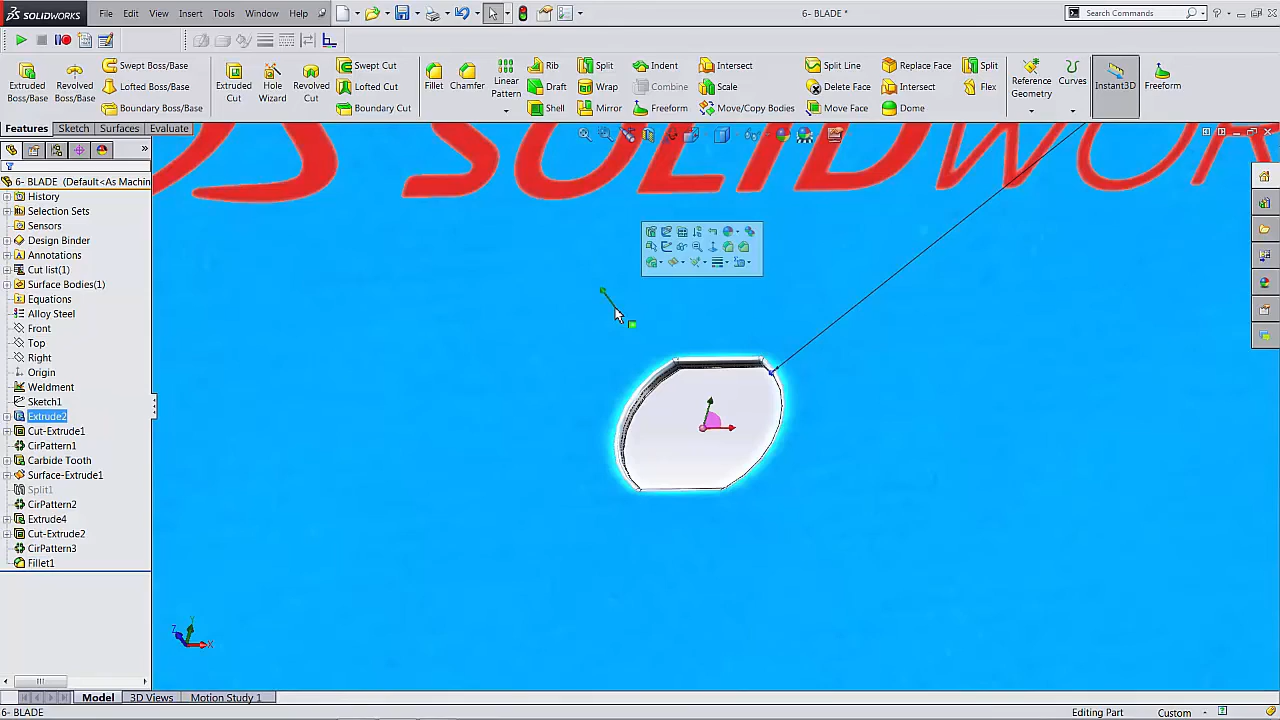 SOLIDWORKS
File
Edit
View
Insert
Tools
Window
Help
6- BLADE *
Search Commands
Extruded Boss/Base
Revolved Boss/Base
Swept Boss/Base
Lofted Boss/Base
Boundary Boss/Base
Extruded Cut
Hole Wizard
Revolved Cut
Swept Cut
Lofted Cut
Boundary Cut
Fillet
Chamfer
Linear Pattern
Rib
Draft
Shell
Split
Wrap
Mirror
Indent
Combine
Freeform
Intersect
Scale
Move/Copy Bodies
Split Line
Delete Face
Move Face
Replace Face
Intersect
Dome
Split
Flex
Reference Geometry
Curves
Instant3D
Freeform
Features
Sketch
Surfaces
Evaluate
SOLIDWOR
6- BLADE (Default<As Machin
History
Selection Sets
Sensors
Design Binder
Annotations
Cut list(1)
Surface Bodies(1)
Equations
Alloy Steel
Front
Top
Right
Origin
Weldment
Sketch1
Extrude2
Cut-Extrude1
CirPattern1
Carbide Tooth
Surface-Extrude1
Split1
CirPattern2
Extrude4
Cut-Extrude2
CirPattern3
Fillet1
Y
Z
X
Model
3D Views
Motion Study 1
6- BLADE
Editing Part
Custom